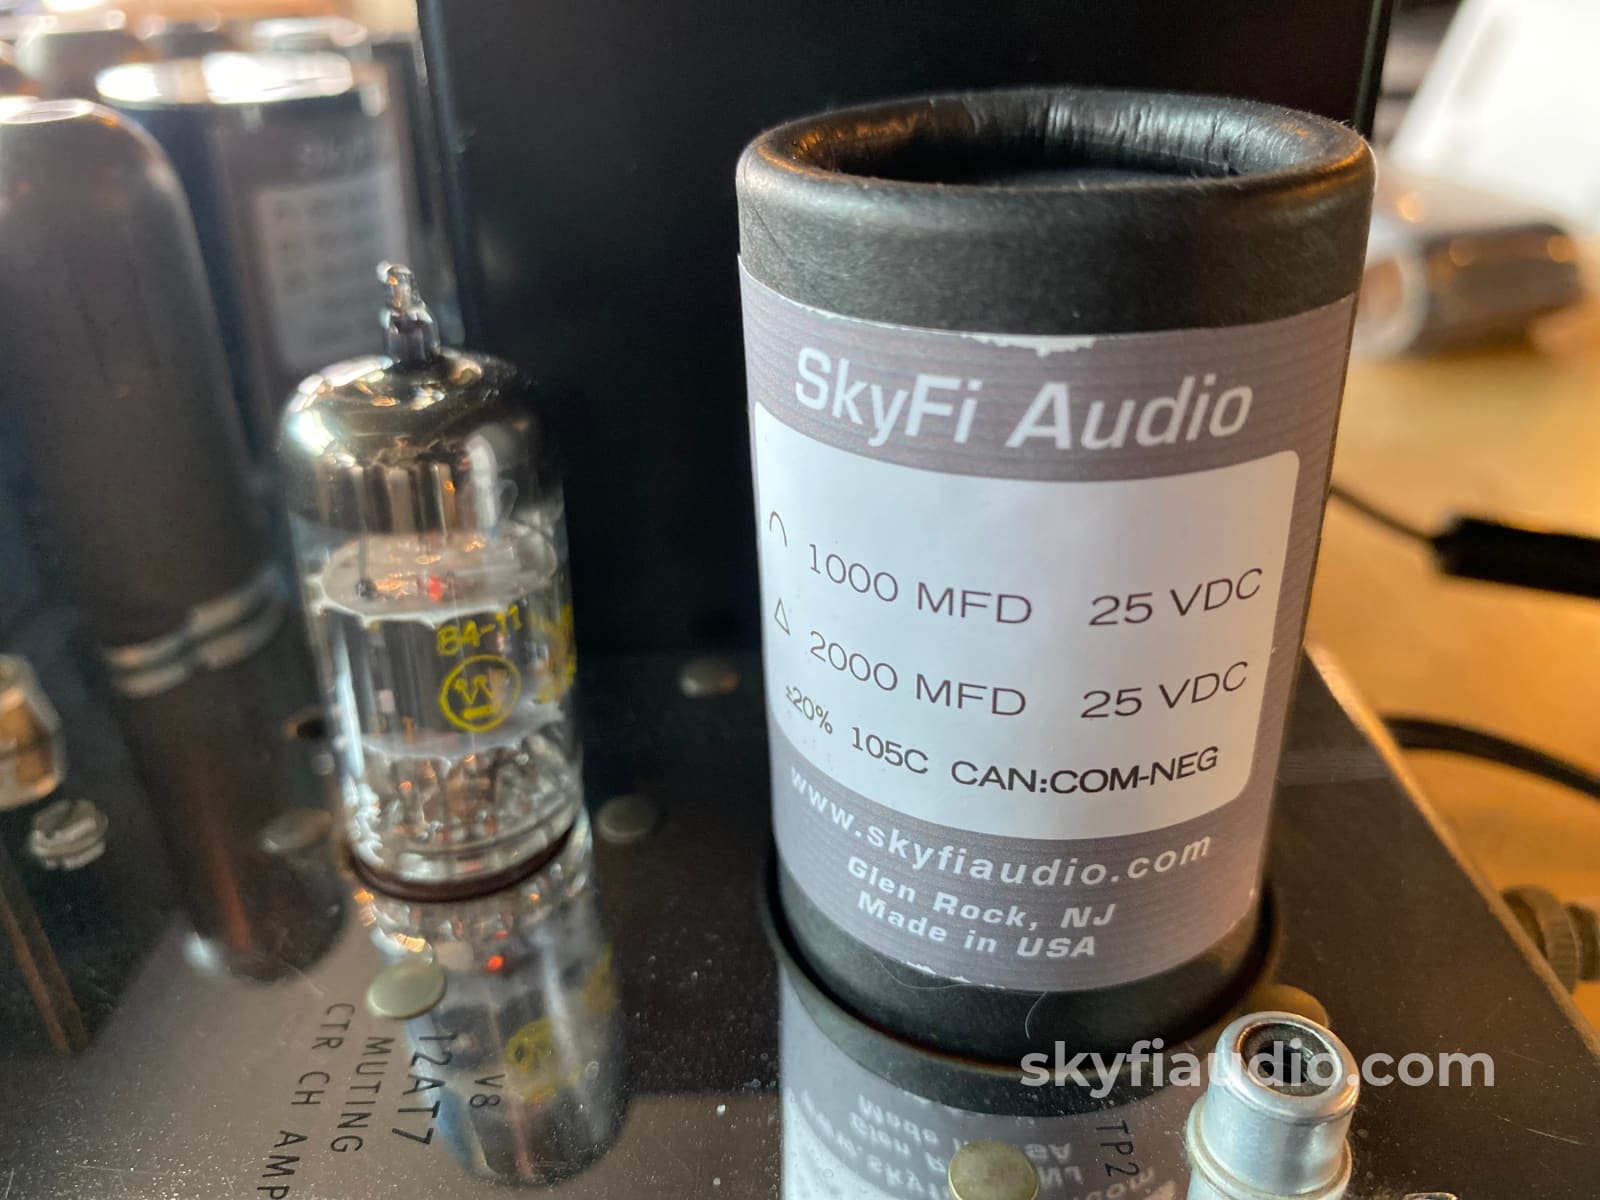 SkyFi Audio
1000 MFD 25 VDC
2000 MFD 25 VDC
±20% 105C CAN:COM-NEG
www.skyfiaudio.com
Glen Rock, NJ
Made in USA
W
V8
12AT7
MUTING
CTR CH AMP
TP2
skyfiaudio.com